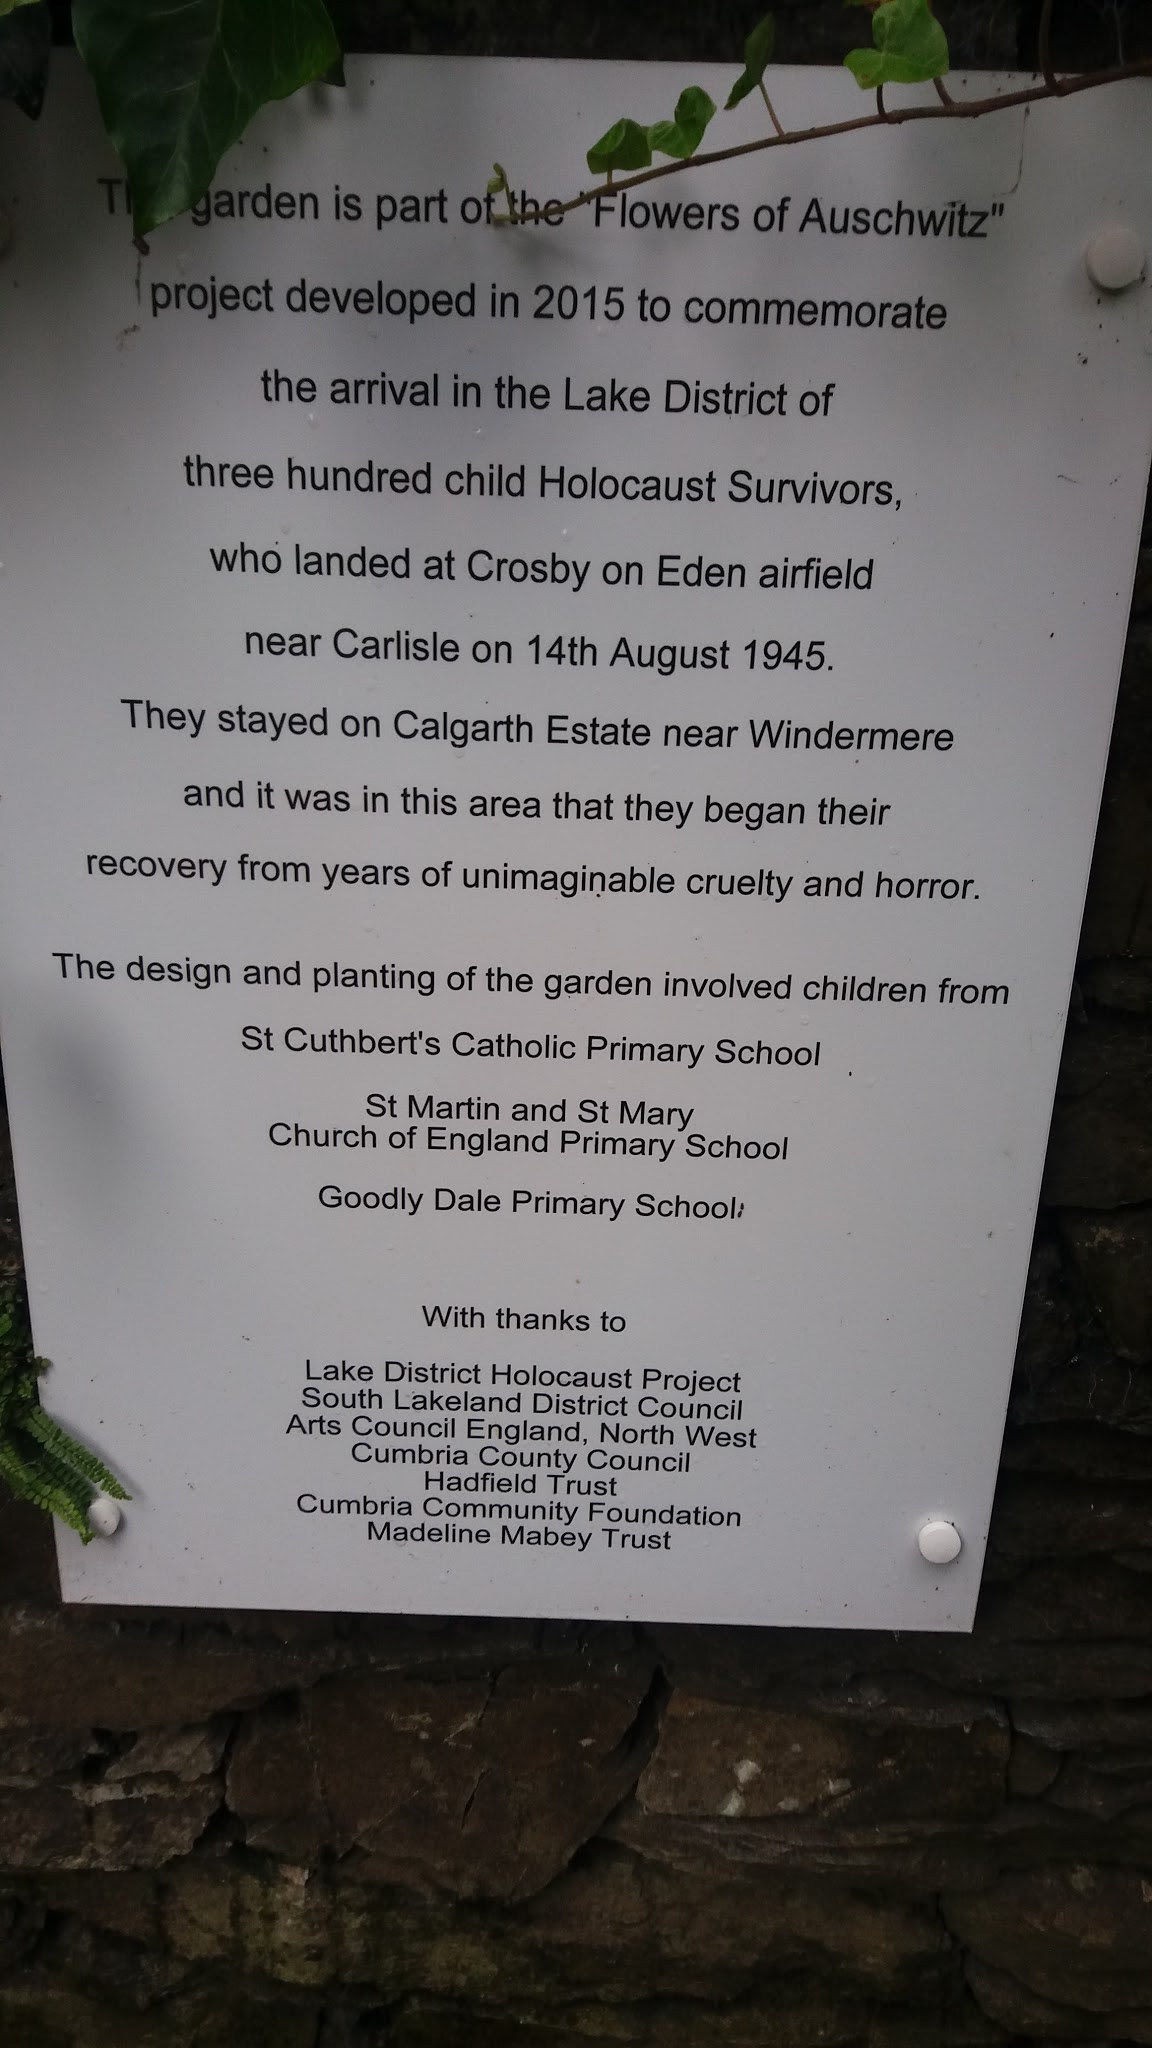 garden is part of the "Flowers of Auschwitz"
project developed in 2015 to commemorate
the arrival in the Lake District of
three hundred child Holocaust Survivors,
who landed at Crosby on Eden airfield
near Carlisle on 14th August 1945.
They stayed on Calgarth Estate near Windermere
and it was in this area that they began their
recovery from years of unimaginable cruelty and horror.
The design and planting of the garden involved children from
St Cuthbert's Catholic Primary School
St Martin and St Mary
Church of England Primary School
Goodly Dale Primary School
With thanks to
Lake District Holocaust Project
South Lakeland District Council
Arts Council England, North West
Cumbria County Council
Hadfield Trust
Cumbria Community Foundation
Madeline Mabey Trust